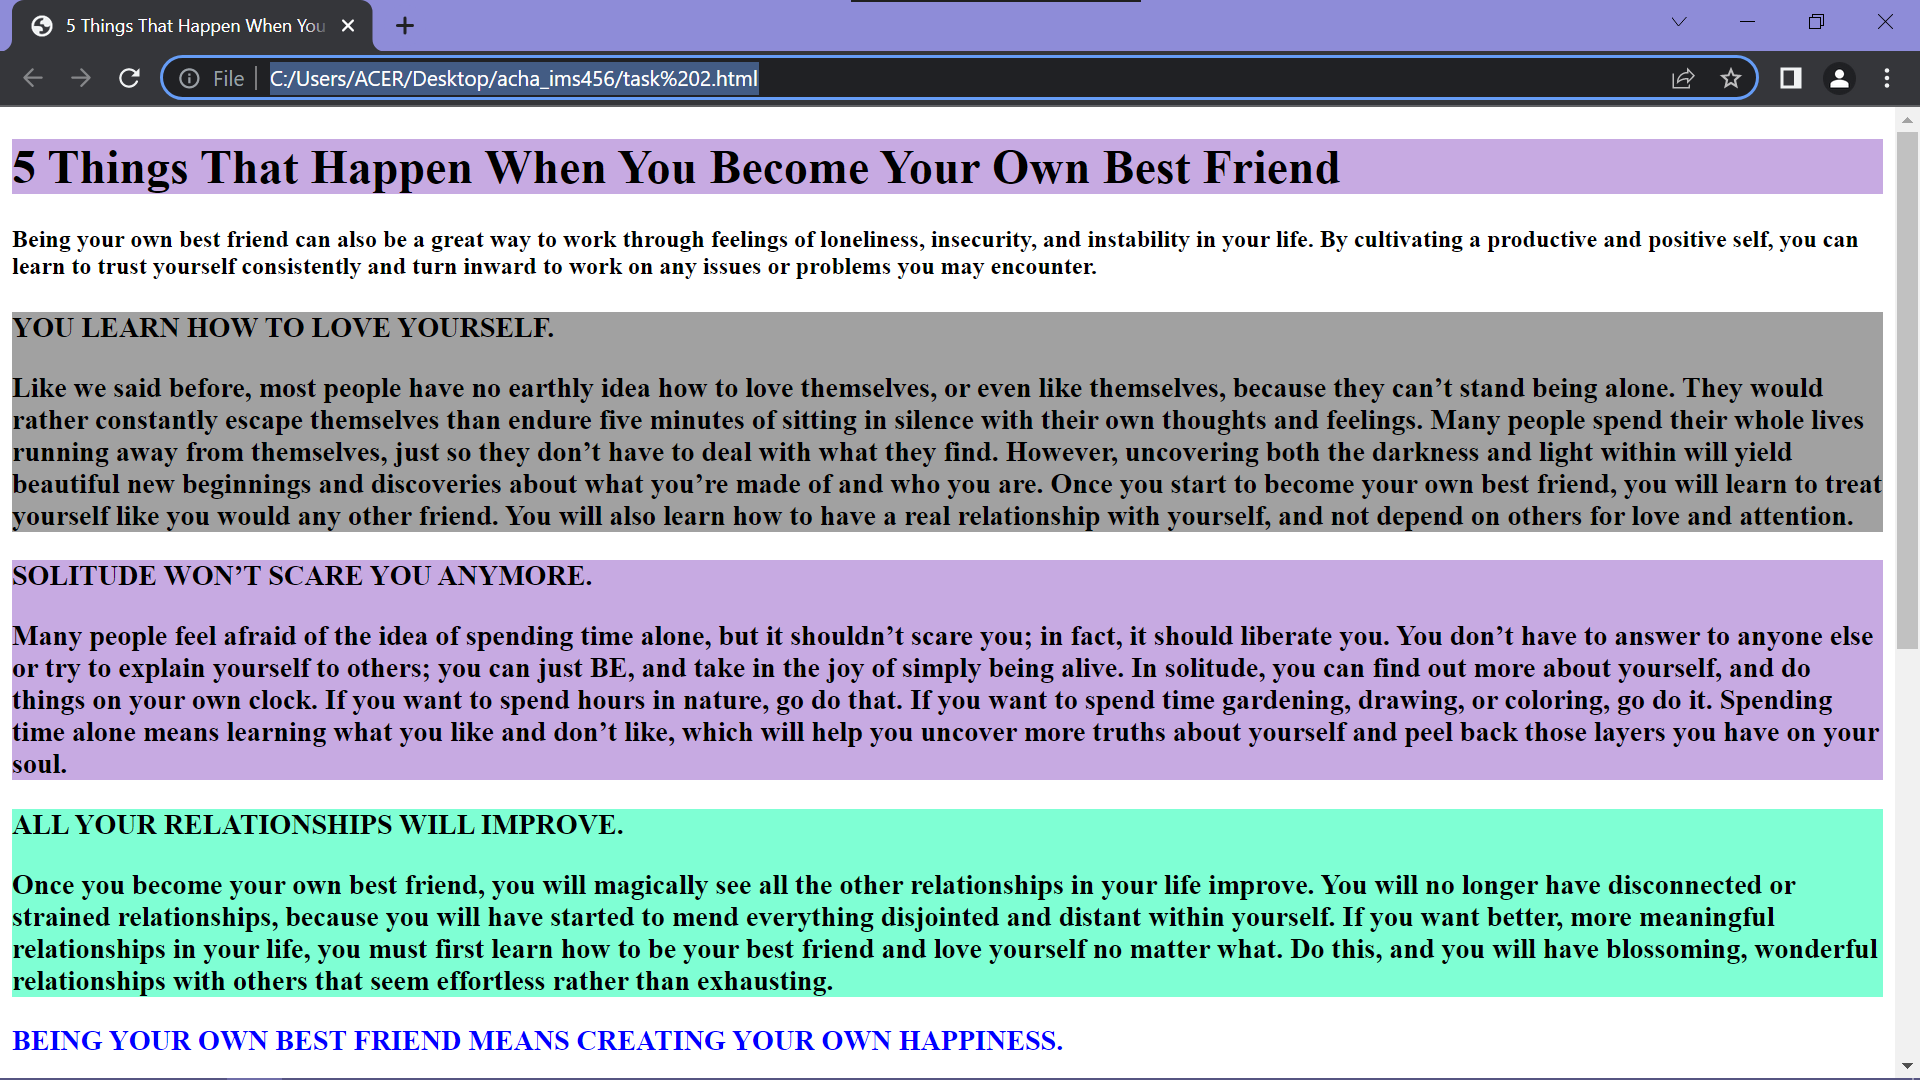 5 Things That Happen When You
File
C:/Users/ACER/Desktop/acha_ims456/task%202.html
5 Things That Happen When You Become Your Own Best Friend
Being your own best friend can also be a great way to work through feelings of loneliness, insecurity, and instability in your life. By cultivating a productive and positive self, you can
learn to trust yourself consistently and turn inward to work on any issues or problems you may encounter.
YOU LEARN HOW TO LOVE YOURSELF.
Like we said before, most people have no earthly idea how to love themselves, or even like themselves, because they can’t stand being alone. They would
rather constantly escape themselves than endure five minutes of sitting in silence with their own thoughts and feelings. Many people spend their whole lives
running away from themselves, just so they don’t have to deal with what they find. However, uncovering both the darkness and light within will yield
beautiful new beginnings and discoveries about what you’re made of and who you are. Once you start to become your own best friend, you will learn to treat
yourself like you would any other friend. You will also learn how to have a real relationship with yourself, and not depend on others for love and attention.
SOLITUDE WON’T SCARE YOU ANYMORE.
Many people feel afraid of the idea of spending time alone, but it shouldn’t scare you; in fact, it should liberate you. You don’t have to answer to anyone else
or try to explain yourself to others; you can just BE, and take in the joy of simply being alive. In solitude, you can find out more about yourself, and do
things on your own clock. If you want to spend hours in nature, go do that. If you want to spend time gardening, drawing, or coloring, go do it. Spending
time alone means learning what you like and don’t like, which will help you uncover more truths about yourself and peel back those layers you have on your
soul.
ALL YOUR RELATIONSHIPS WILL IMPROVE.
Once you become your own best friend, you will magically see all the other relationships in your life improve. You will no longer have disconnected or
strained relationships, because you will have started to mend everything disjointed and distant within yourself. If you want better, more meaningful
relationships in your life, you must first learn how to be your best friend and love yourself no matter what. Do this, and you will have blossoming, wonderful
relationships with others that seem effortless rather than exhausting.
BEING YOUR OWN BEST FRIEND MEANS CREATING YOUR OWN HAPPINESS.